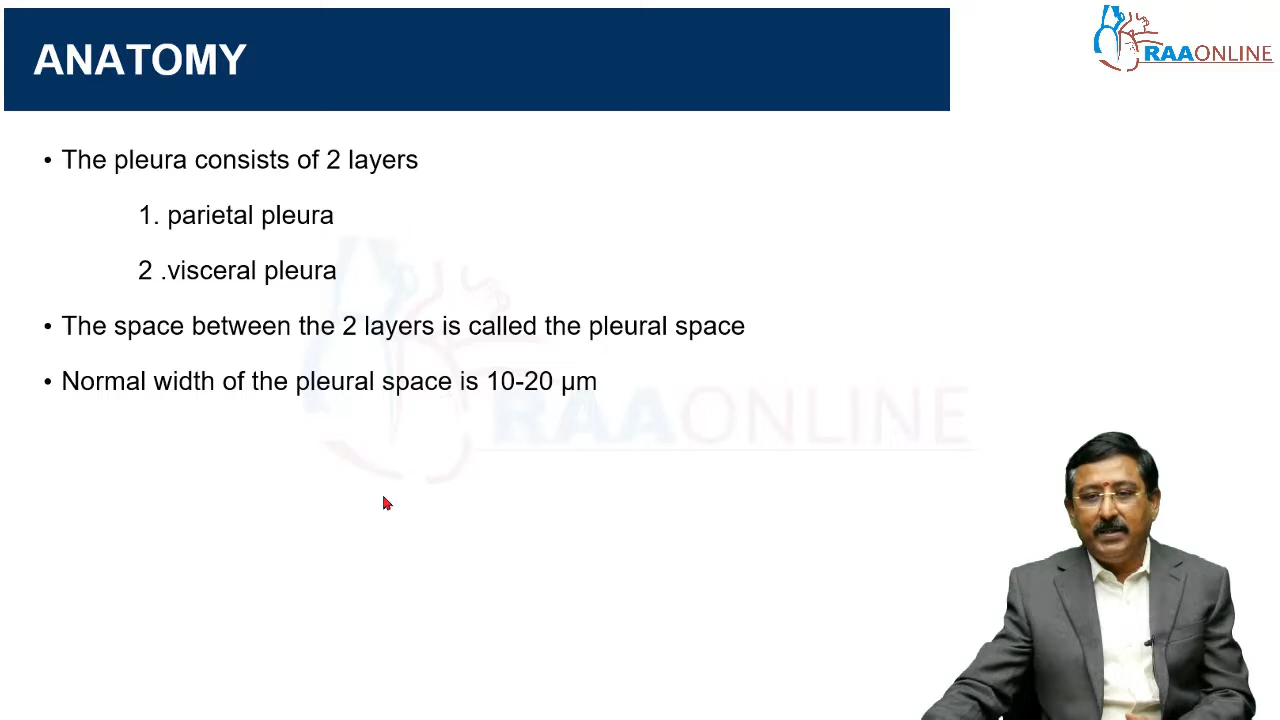 ANATOMY
RAAONLINE
• The pleura consists of 2 layers
1. parietal pleura
2 .visceral pleura
• The space between the 2 layers is called the pleural space
• Normal width of the pleural space is 10-20 µm
RAAONLINE